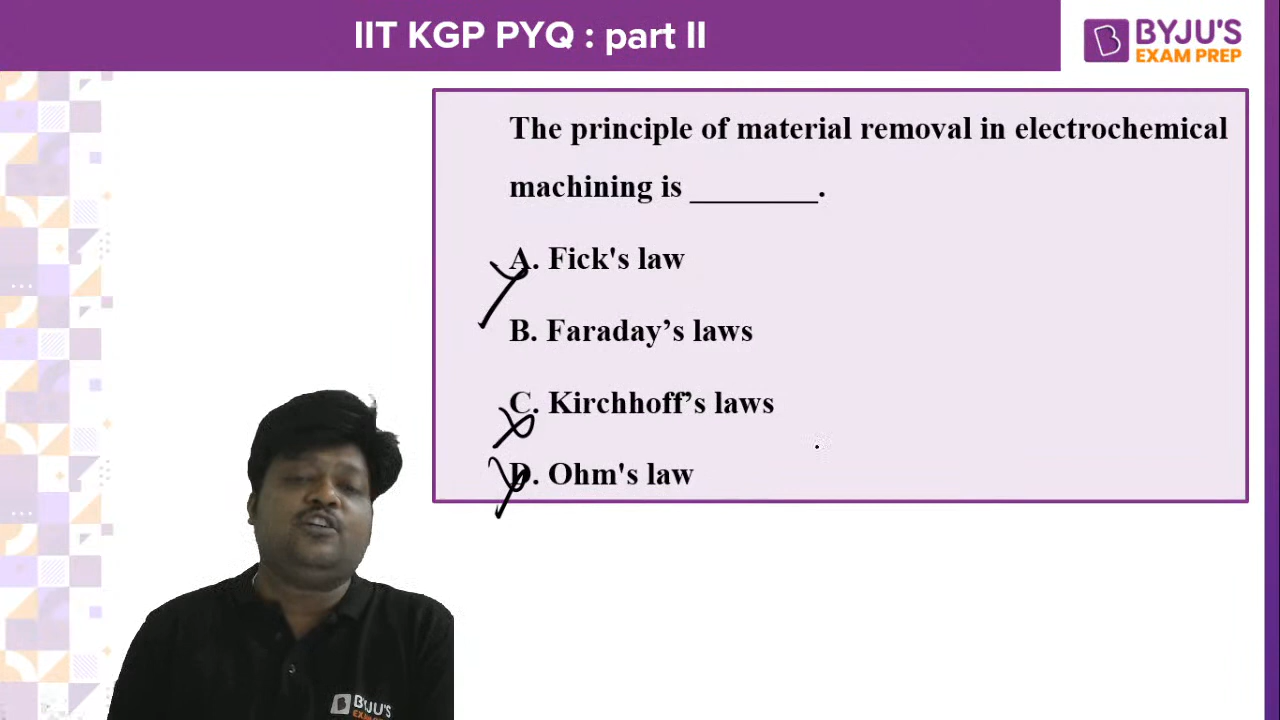 IIT KGP PYQ : part II
BYJU'S
EXAM PREP
The principle of material removal in electrochemical
machining is ________.
A. Fick's law
B. Faraday’s laws
C. Kirchhoff’s laws
D. Ohm's law
BYJU'S